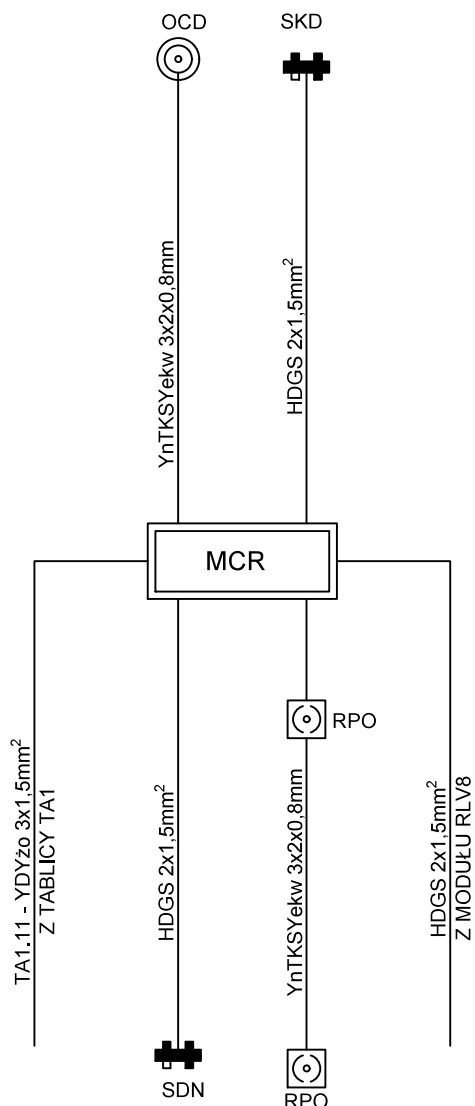 OCD
SKD
YnTKSYekw 3x2x0,8mm
HDGS 2x1,5mm²
MCR
RPO
TA1.11 - YDYżo 3x1,5mm²
Z TABLICY TA1
HDGS 2x1,5mm²
YnTKSYekw 3x2x0,8mm
HDGS 2x1,5mm²
Z MODUŁU RLV8
SDN
RPO